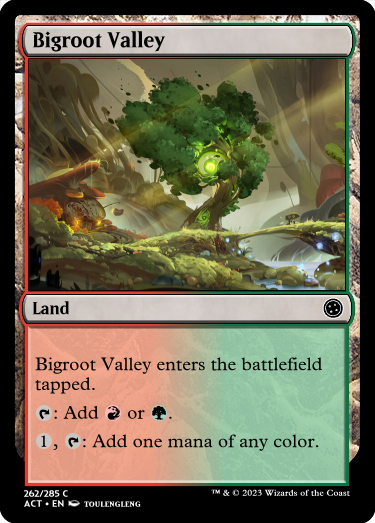 Bigroot Valley
Land
Bigroot Valley enters the battlefield
tapped.
: Add or .
1, : Add one mana of any color.
262/285 C
ACT • EN TOULENGLENG
™ & © 2023 Wizards of the Coast